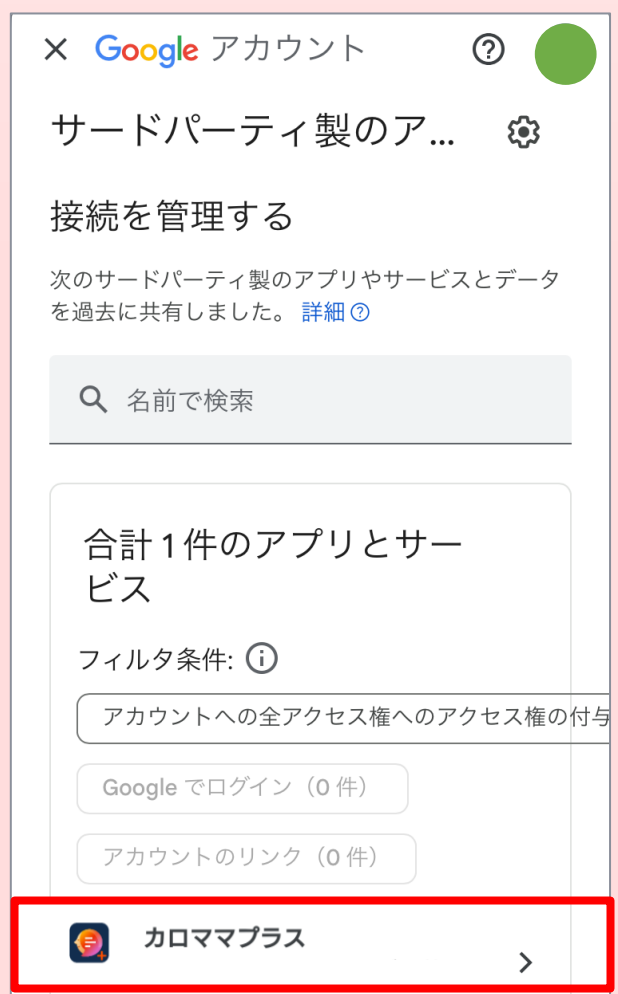 Google アカウント
サードパーティ製のア...
接続を管理する
次のサードパーティ製のアプリやサービスとデータ
を過去に共有しました。 詳細
名前で検索
合計 1 件のアプリとサー
ビス
フィルタ条件:
アカウントへの全アクセス権へのアクセス権の付与
Google でログイン（0 件）
アカウントのリンク（0 件）
カロママプラス